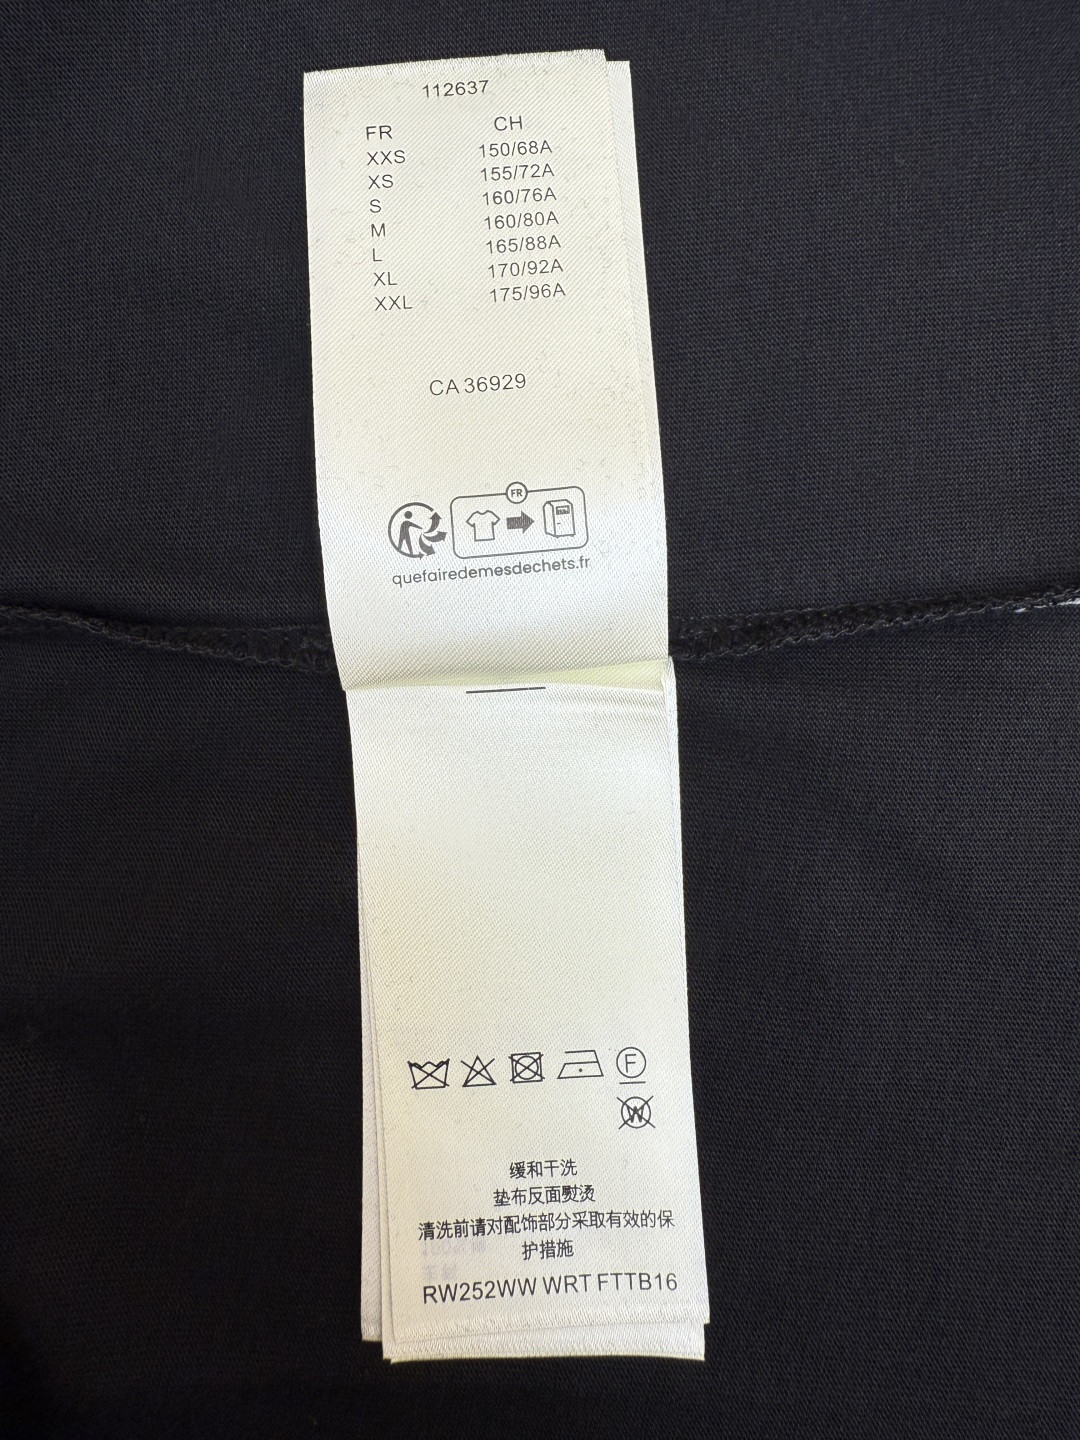 112637
FR CH
XXS 150/68A
XS 155/72A
S 160/76A
M 160/80A
L 165/88A
XL 170/92A
XXL 175/96A
CA 36929
FR
quefairedemesdechets.fr
F
W
缓和干洗
垫布反面熨烫
清洗前请对配饰部分采取有效的保
护措施
RW252WW WRT FTTB16